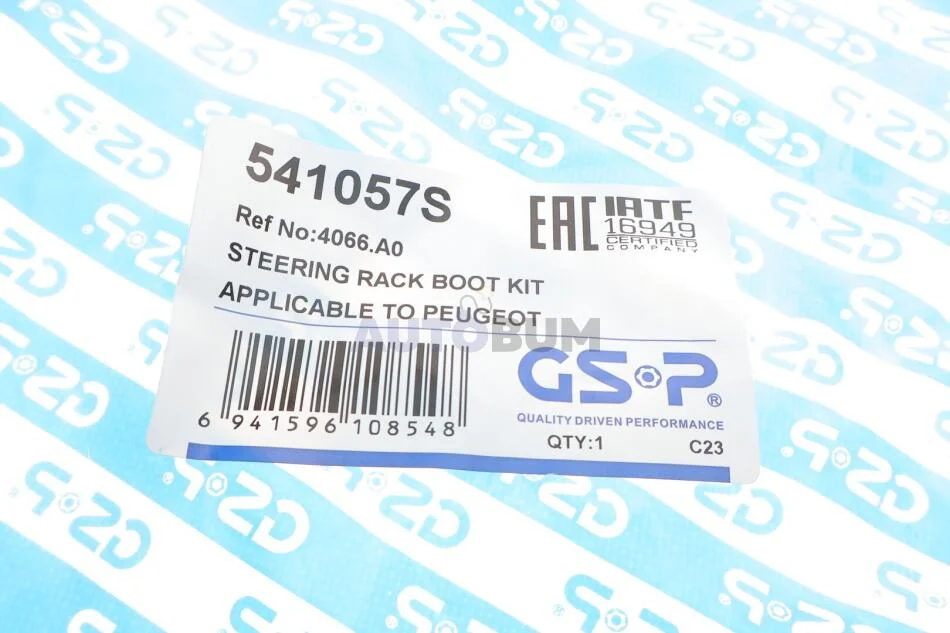 541057S
Ref No:4066.A0
STEERING RACK BOOT KIT
APPLICABLE TO PEUGEOT
EAC
IATF
16949
CERTIFIED
COMPANY
AUTOBUM
6 941596 108548
GSP®
QUALITY DRIVEN PERFORMANCE
QTY:1
C23